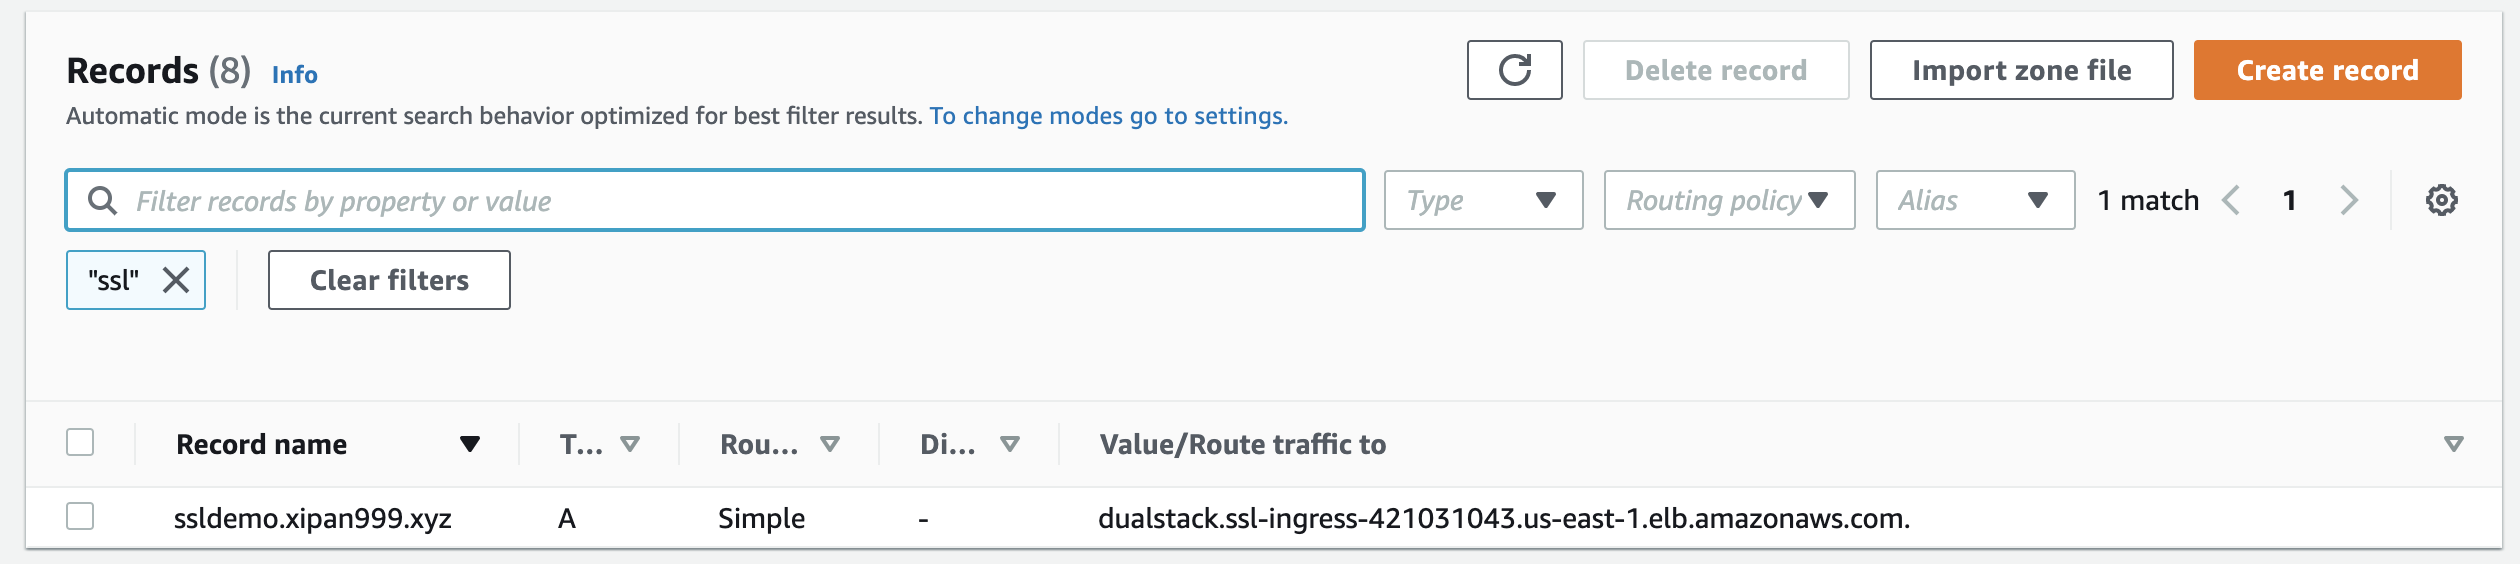 Records (8) Info
Delete record
Import zone file
Create record
Automatic mode is the current search behavior optimized for best filter results. To change modes go to settings.
Filter records by property or value
Type
Routing policy
Alias
1 match
1
"ssl"
Clear filters
Record name T... Rou... Di... Value/Route traffic to
ssldemo.xipan999.xyz A Simple - dualstack.ssl-ingress-421031043.us-east-1.elb.amazonaws.com.